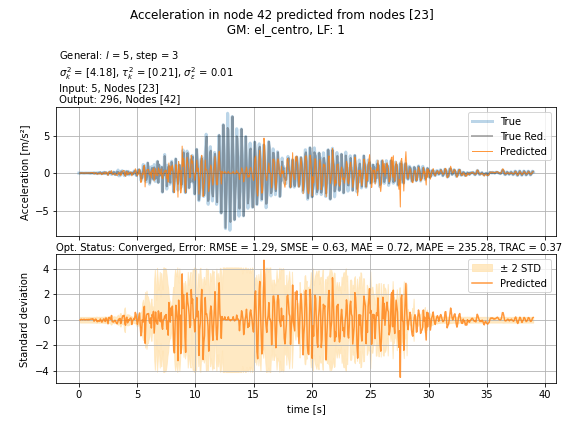 Acceleration in node 42 predicted from nodes [23]
GM: el_centro, LF: 1
General: l = 5, step = 3
σ²ₖ = [4.18], τ²ₖ = [0.21], σ²ε = 0.01
Input: 5, Nodes [23]
Output: 296, Nodes [42]
Acceleration [m/s²]
5
0
−5
True
True Red.
Predicted
Opt. Status: Converged, Error: RMSE = 1.29, SMSE = 0.63, MAE = 0.72, MAPE = 235.28, TRAC = 0.37
Standard deviation
4
2
0
−2
−4
± 2 STD
Predicted
0 5 10 15 20 25 30 35 40
time [s]